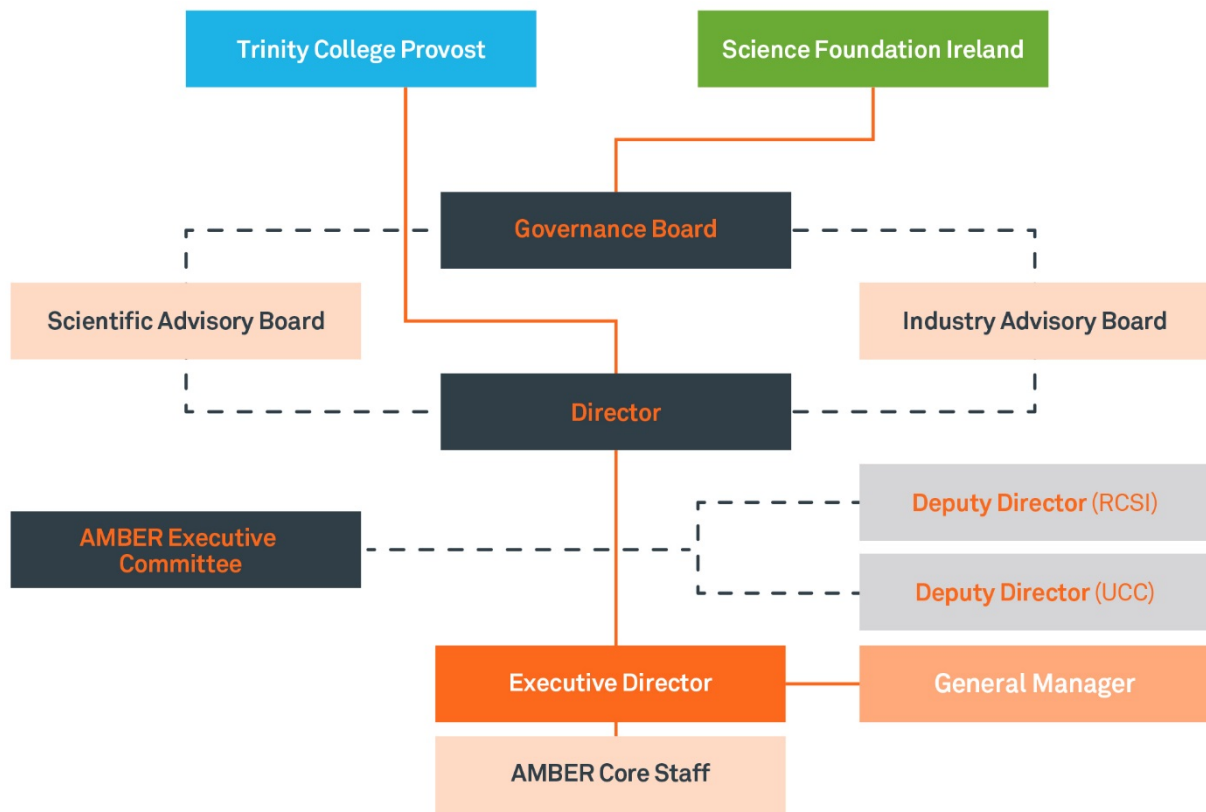 Trinity College Provost
Science Foundation Ireland
Governance Board
Scientific Advisory Board
Industry Advisory Board
Director
Deputy Director (RCSI)
AMBER Executive
Committee
Deputy Director (UCC)
Executive Director
General Manager
AMBER Core Staff